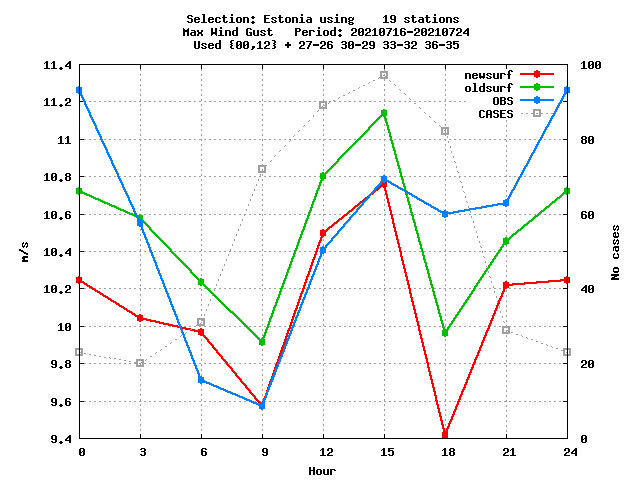 Selection: Estonia using    19 stations
Max Wind Gust   Period: 20210716-20210724
Used {00,12} + 27-26 30-29 33-32 36-35
newsurf
oldsurf
OBS
CASES
11.4
11.2
11
10.8
10.6
10.4
10.2
10
9.8
9.6
9.4
m/s
100
80
60
40
20
0
No cases
0 3 6 9 12 15 18 21 24
Hour